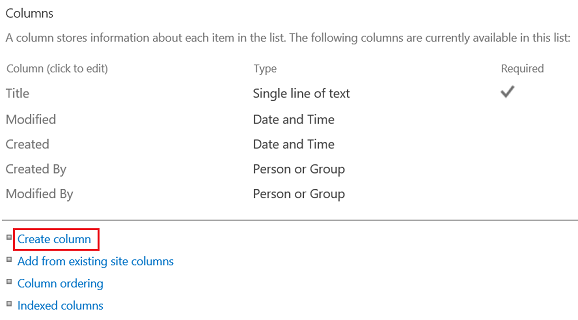 Columns
A column stores information about each item in the list. The following columns are currently available in this list:
Column (click to edit) Type Required
Title Single line of text
Modified Date and Time
Created Date and Time
Created By Person or Group
Modified By Person or Group
Create column
Add from existing site columns
Column ordering
Indexed columns